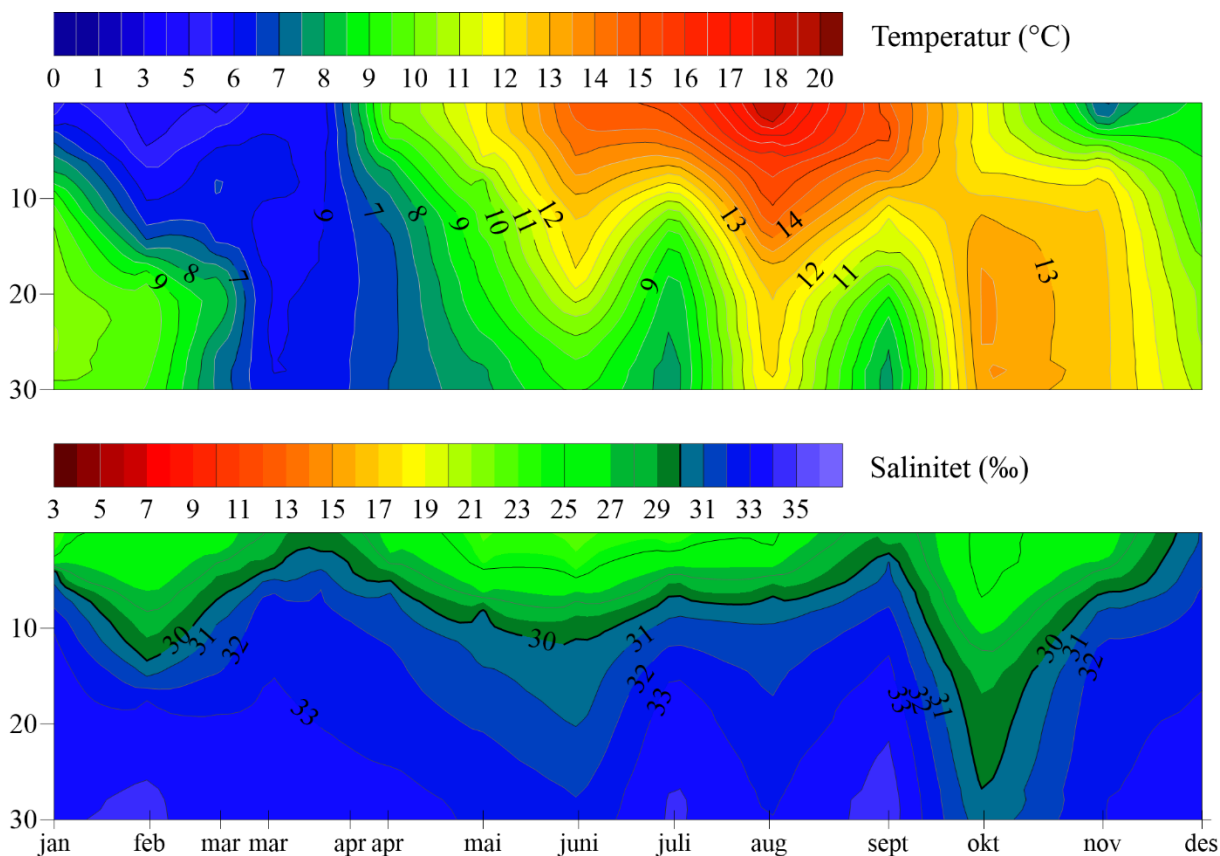 Temperatur (°C)
0 1 3 5 6 7 8 9 10 11 12 13 14 15 16 17 18 20
10
20
30
9 8 7 6 7 8 9 10 11 12 9 13 14 12 11 13
Salinitet (‰)
3 5 7 9 11 13 15 17 19 21 23 25 27 29 31 33 35
10
20
30
30 31 32 33 30 31 32 33 33 32 31 30 31 32
jan feb mar mar apr apr mai juni juli aug sept okt nov des